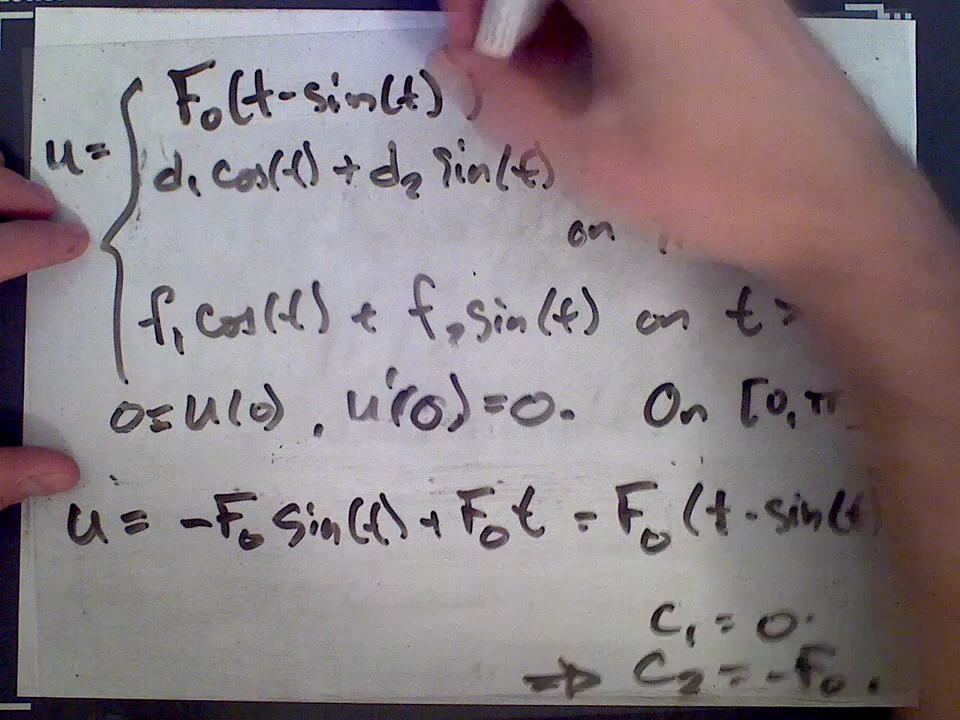 F₀(t-sin(t))
u =
d₁ cos(t) + d₂ sin(t)
on
f₁ cos(t) + f₂ sin(t) on t >
0 = u(0), u'(0) = 0. On [0, π
u = -F₀ sin(t) + F₀t = F₀ (t - sin(t)
c₁ = 0.
⇒ c₂ = -F₀.